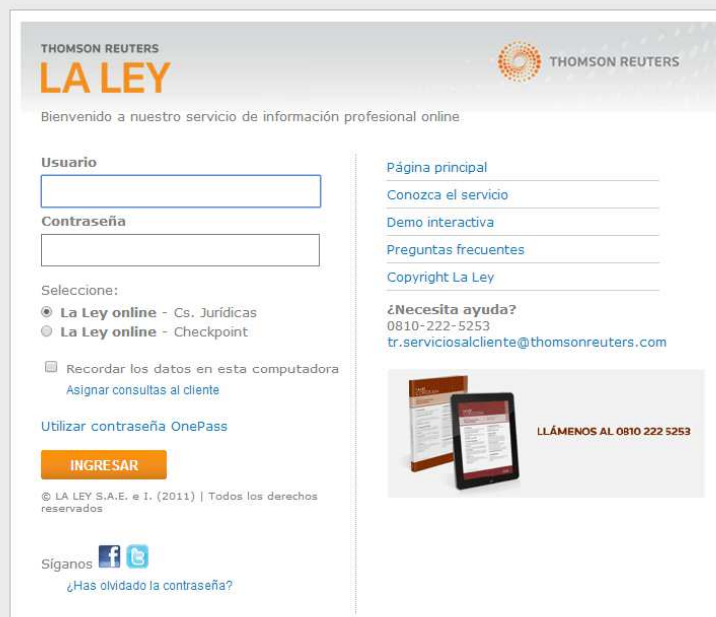 THOMSON REUTERS
LA LEY
THOMSON REUTERS
Bienvenido a nuestro servicio de información profesional online
Usuario
Contraseña
Seleccione:
La Ley online - Cs. Jurídicas
La Ley online - Checkpoint
Recordar los datos en esta computadora
Asignar consultas al cliente
Utilizar contraseña OnePass
INGRESAR
© LA LEY S.A.E. e I. (2011) | Todos los derechos
reservados
Síganos
¿Has olvidado la contraseña?
Página principal
Conozca el servicio
Demo interactiva
Preguntas frecuentes
Copyright La Ley
¿Necesita ayuda?
0810-222-5253
tr.serviciosalcliente@thomsonreuters.com
LLÁMENOS AL 0810 222 5253